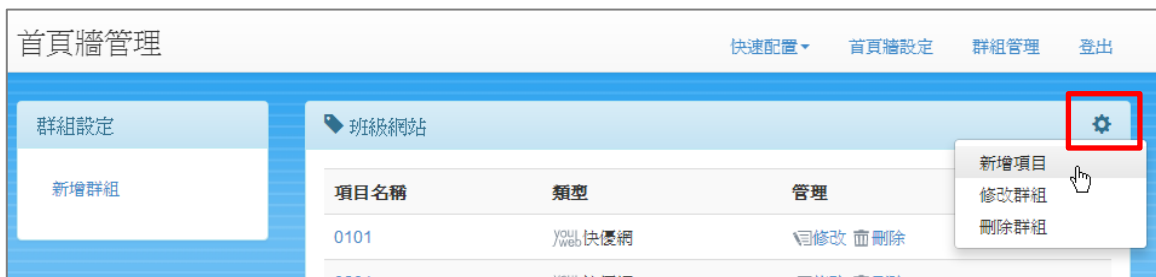 首頁牆管理
快速配置 首頁牆設定 群組管理 登出
群組設定
新增群組
班級網站
新增項目
修改群組
刪除群組
項目名稱 類型 管理
0101 you web 快優網 修改 刪除